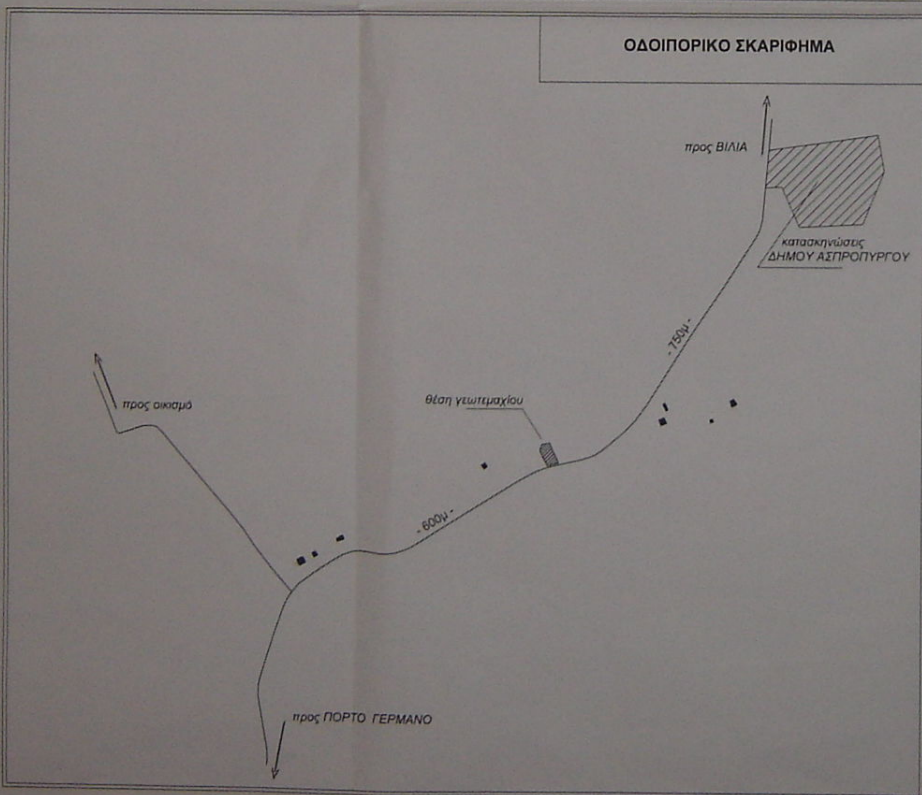 ΟΔΟΙΠΟΡΙΚΟ ΣΚΑΡΙΦΗΜΑ
προς ΒΙΛΙΑ
κατασκηνώσεις
ΔΗΜΟΥ ΑΣΠΡΟΠΥΡΓΟΥ
- 750μ -
προς οικισμό
θέση γεωτεμαχίου
- 600μ -
προς ΠΟΡΤΟ ΓΕΡΜΑΝΟ